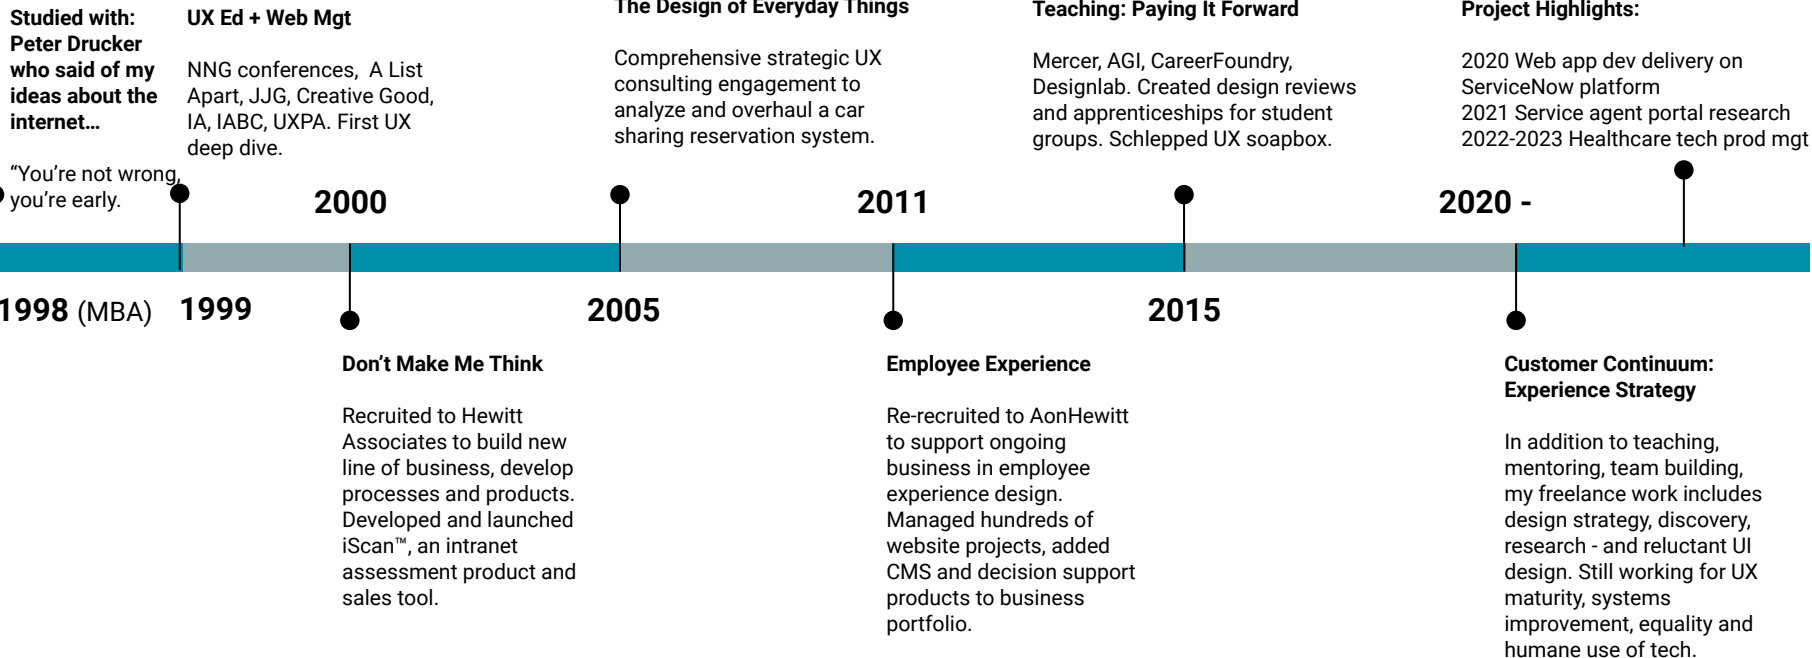 Studied with:
Peter Drucker
who said of my
ideas about the
internet...
“You’re not wrong,
you’re early.
UX Ed + Web Mgt
NNG conferences, A List
Apart, JJG, Creative Good,
IA, IABC, UXPA. First UX
deep dive.
The Design of Everyday Things
Comprehensive strategic UX
consulting engagement to
analyze and overhaul a car
sharing reservation system.
Teaching: Paying It Forward
Mercer, AGI, CareerFoundry,
Designlab. Created design reviews
and apprenticeships for student
groups. Schlepped UX soapbox.
Project Highlights:
2020 Web app dev delivery on
ServiceNow platform
2021 Service agent portal research
2022-2023 Healthcare tech prod mgt
2000
2011
2020 -
1998 (MBA)
1999
2005
2015
Don’t Make Me Think
Recruited to Hewitt
Associates to build new
line of business, develop
processes and products.
Developed and launched
iScan™, an intranet
assessment product and
sales tool.
Employee Experience
Re-recruited to AonHewitt
to support ongoing
business in employee
experience design.
Managed hundreds of
website projects, added
CMS and decision support
products to business
portfolio.
Customer Continuum:
Experience Strategy
In addition to teaching,
mentoring, team building,
my freelance work includes
design strategy, discovery,
research - and reluctant UI
design. Still working for UX
maturity, systems
improvement, equality and
humane use of tech.